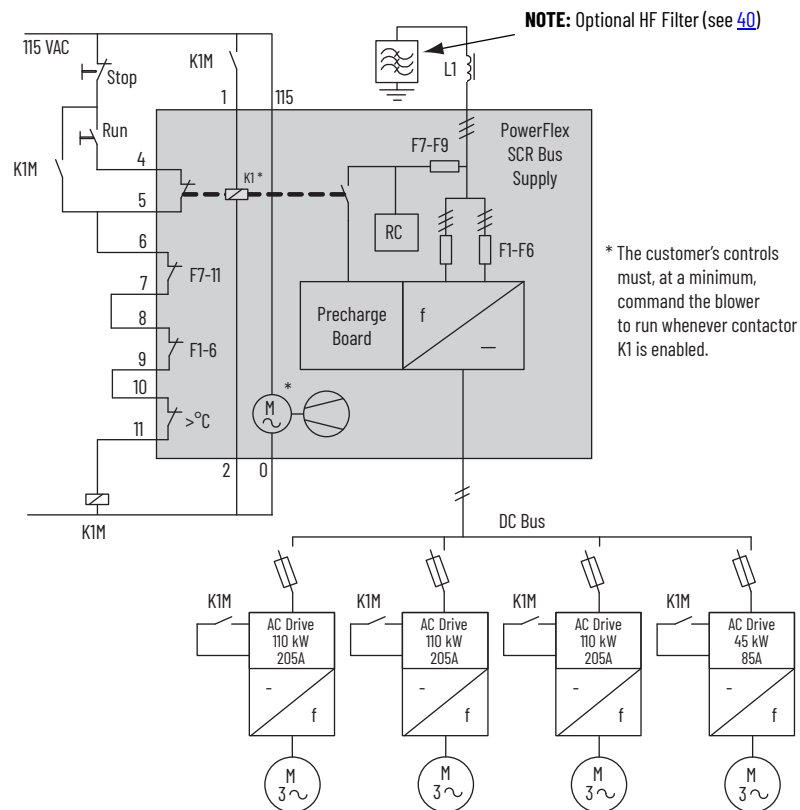 NOTE: Optional HF Filter (see 40)
115 VAC
Stop
K1M
L1
1
115
Run
K1M
4
5
K1 *
F7-F9
PowerFlex
SCR Bus
Supply
RC
F1-F6
6
F7-11
7
8
F1-6
9
10
>°C
11
Precharge
Board
f
—
* The customer's controls
must, at a minimum,
command the blower
to run whenever contactor
K1 is enabled.
*
M
∼
2
0
K1M
DC Bus
K1M
AC Drive
110 kW
205A
-
f
M
3∼
K1M
AC Drive
110 kW
205A
-
f
M
3∼
K1M
AC Drive
110 kW
205A
-
f
M
3∼
K1M
AC Drive
45 kW
85A
-
f
M
3∼